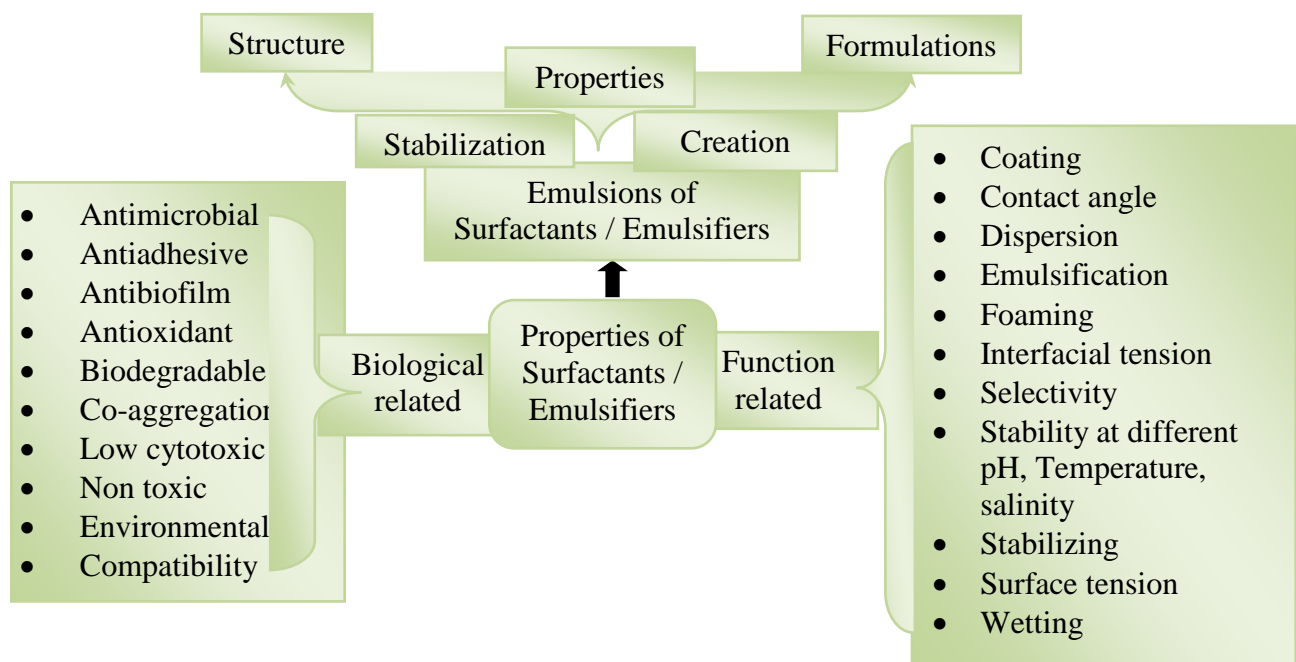 Structure
Formulations
Properties
Stabilization
Creation
Emulsions of
Surfactants / Emulsifiers
• Antimicrobial
• Antiadhesive
• Antibiofilm
• Antioxidant
• Biodegradable
• Co-aggregation
• Low cytotoxic
• Non toxic
• Environmental
• Compatibility
Biological
related
Properties of
Surfactants /
Emulsifiers
Function
related
• Coating
• Contact angle
• Dispersion
• Emulsification
• Foaming
• Interfacial tension
• Selectivity
• Stability at different
pH, Temperature,
salinity
• Stabilizing
• Surface tension
• Wetting